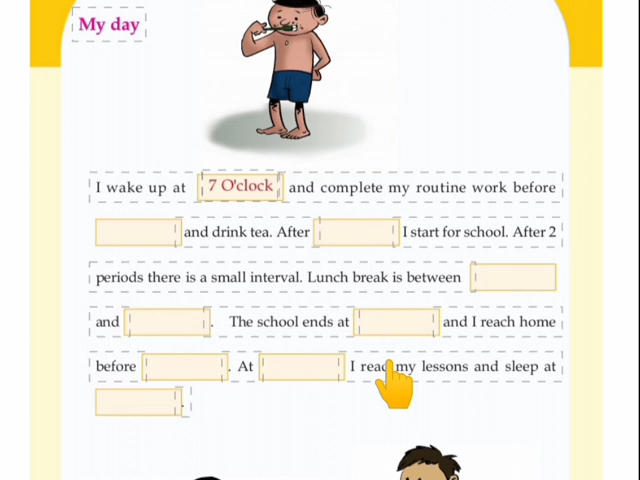 My day
I wake up at 7 O'clock and complete my routine work before
and drink tea. After I start for school. After 2
periods there is a small interval. Lunch break is between
and . The school ends at and I reach home
before . At I read my lessons and sleep at
.